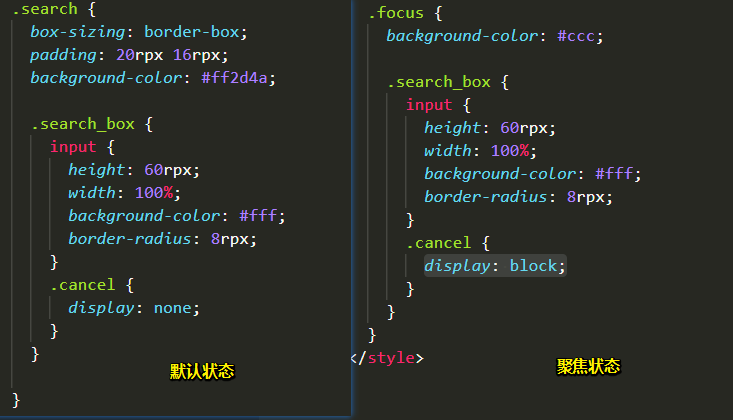 .search {
box-sizing: border-box;
padding: 20rpx 16rpx;
background-color: #ff2d4a;
.search_box {
input {
height: 60rpx;
width: 100%;
background-color: #fff;
border-radius: 8rpx;
}
.cancel {
display: none;
}
}
默认状态
}
.focus {
background-color: #ccc;
.search_box {
input {
height: 60rpx;
width: 100%;
background-color: #fff;
border-radius: 8rpx;
}
.cancel {
display: block;
}
}
}
</style>
聚焦状态